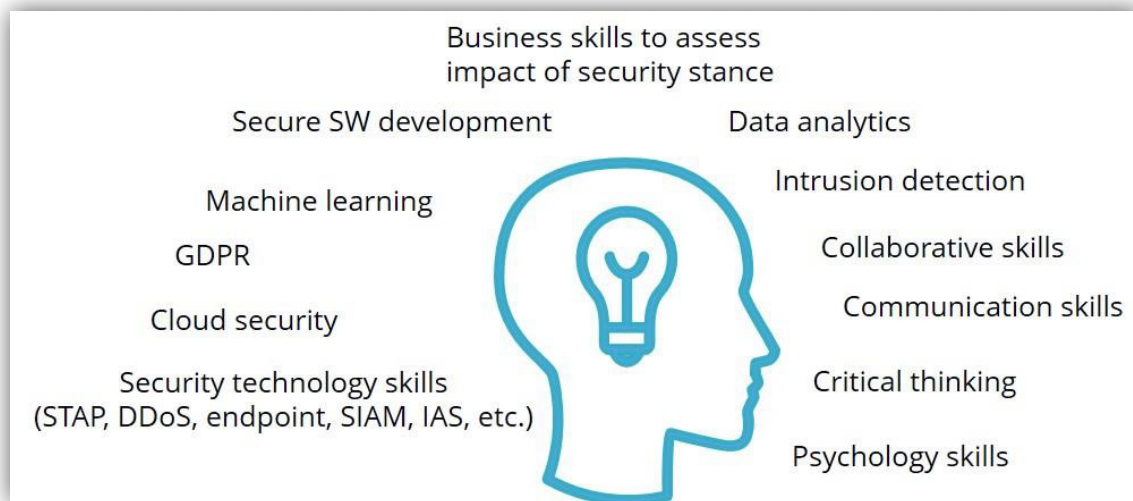 Business skills to assess
impact of security stance
Secure SW development
Data analytics
Machine learning
Intrusion detection
GDPR
Collaborative skills
Cloud security
Communication skills
Security technology skills
(STAP, DDoS, endpoint, SIAM, IAS, etc.)
Critical thinking
Psychology skills